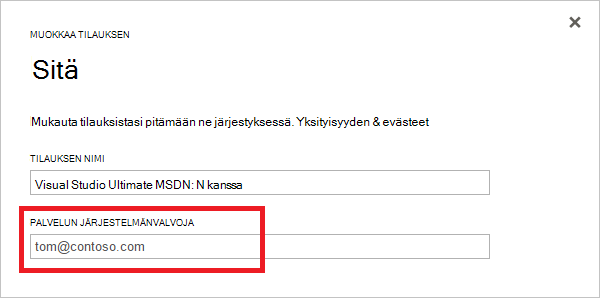 MUOKKAA TILAUKSEN
Sitä
Mukauta tilauksistasi pitämään ne järjestyksessä. Yksityisyyden & evästeet
TILAUKSEN NIMI
Visual Studio Ultimate MSDN: N kanssa
PALVELUN JÄRJESTELMÄNVALVOJA
tom@contoso.com